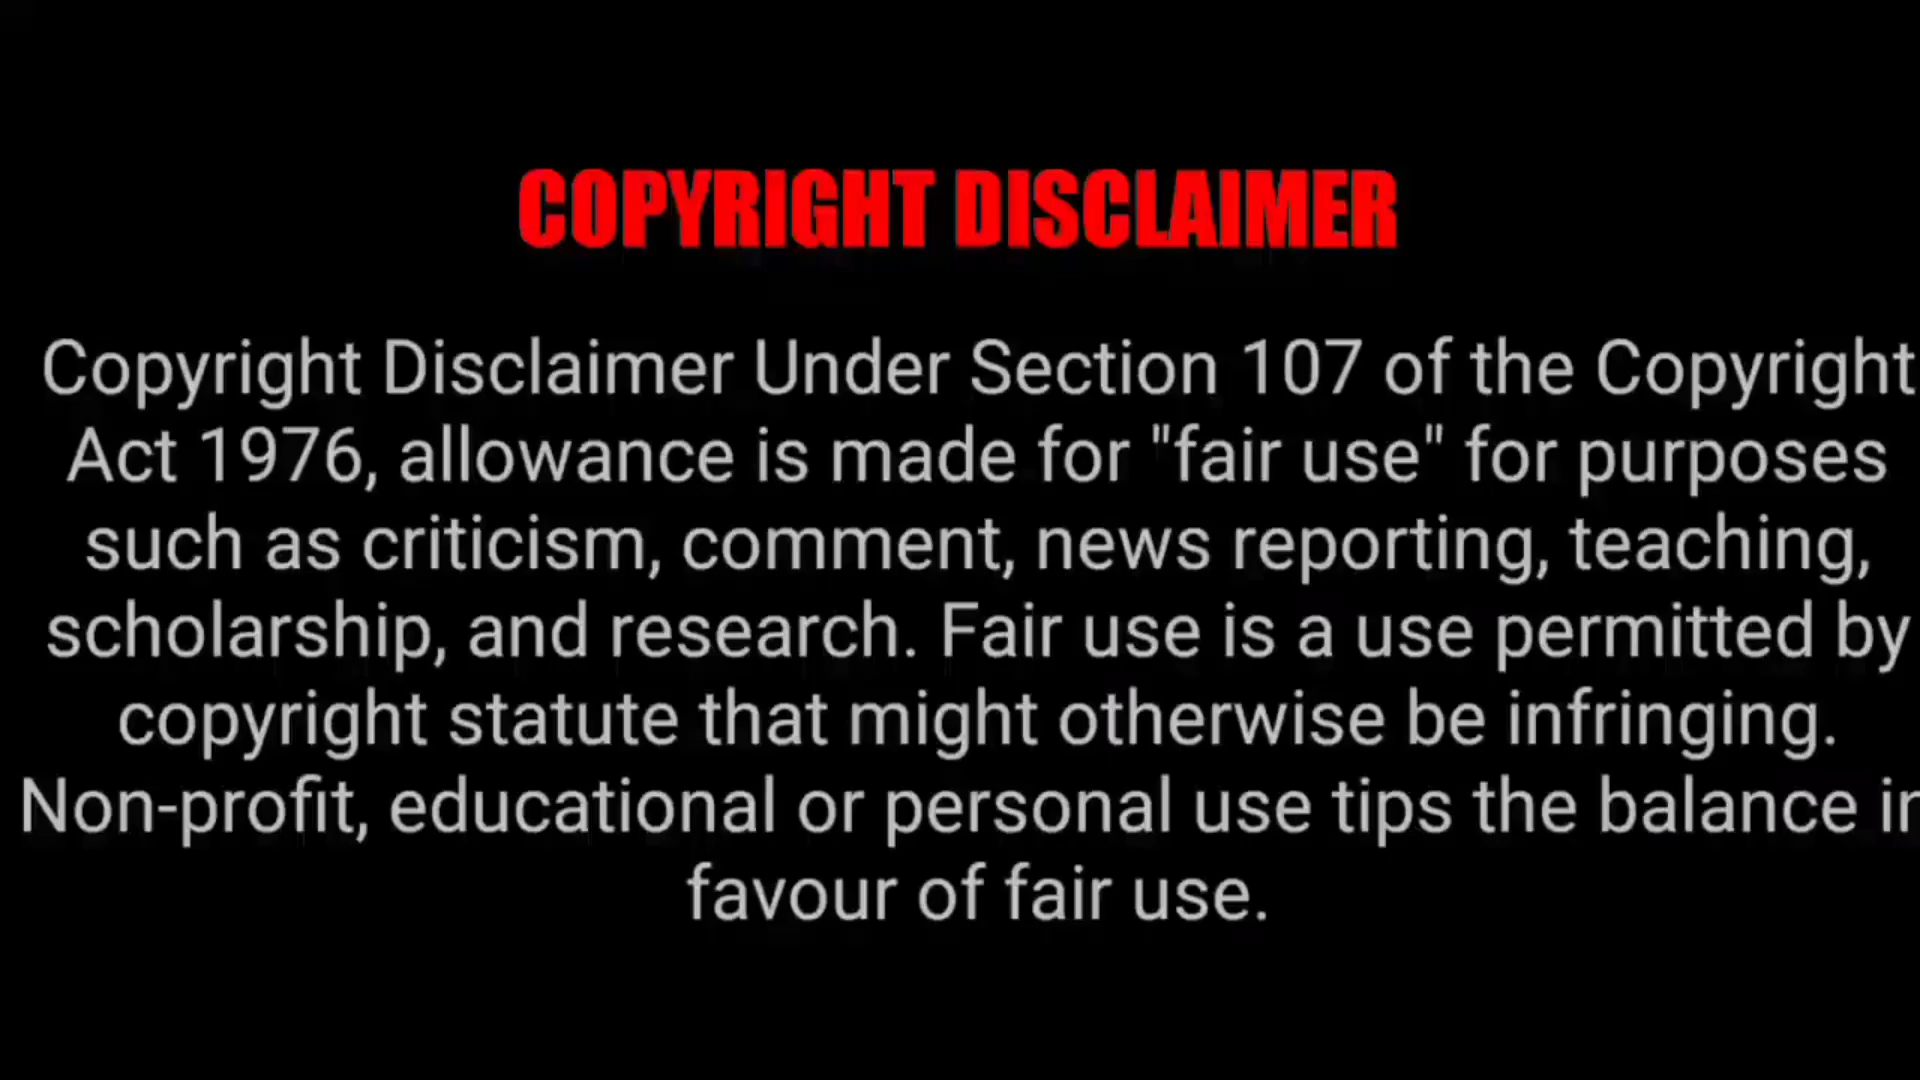 COPYRIGHT DISCLAIMER
Copyright Disclaimer Under Section 107 of the Copyright
Act 1976, allowance is made for "fair use" for purposes
such as criticism, comment, news reporting, teaching,
scholarship, and research. Fair use is a use permitted by
copyright statute that might otherwise be infringing.
Non-profit, educational or personal use tips the balance in
favour of fair use.